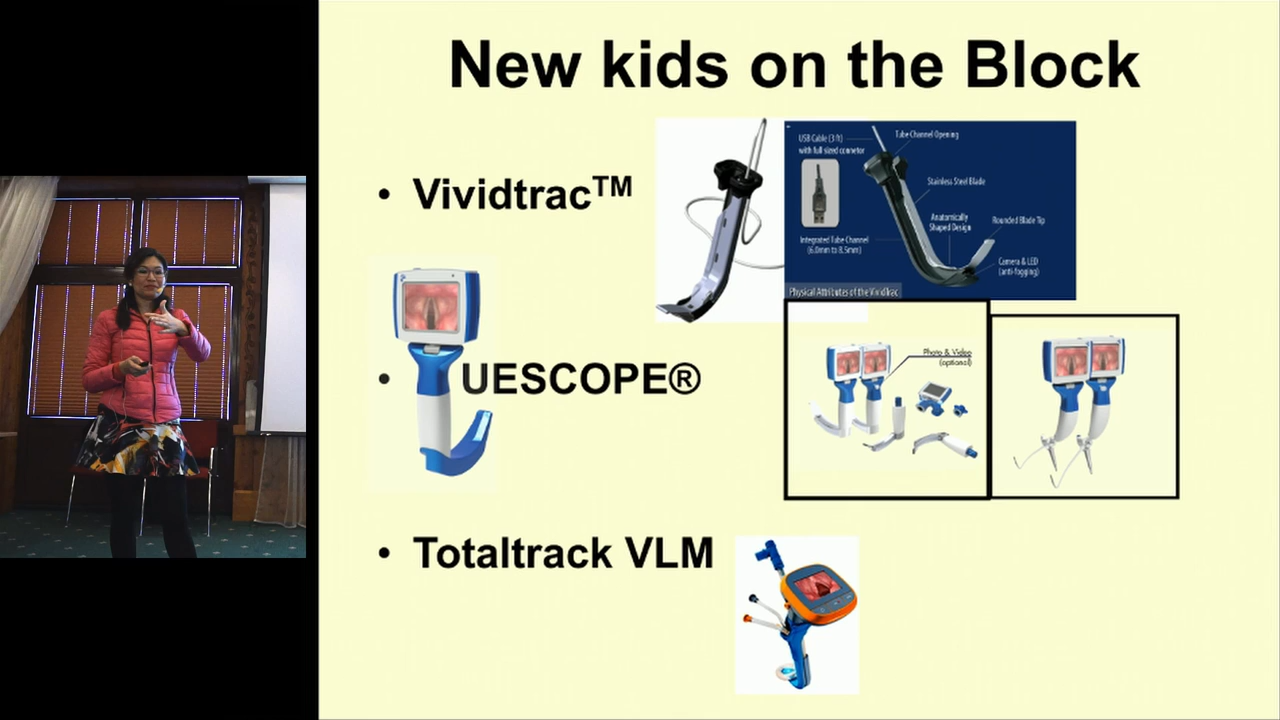 New kids on the Block
• Vividtrac™
USB Cable (3 ft)
with full sized connetor
Tube Channel Opening
Stainless Steel Blade
Anatomically
Shaped Design
Rounded Blade Tip
Integrated Tube Channel
(6.0mm to 8.5mm)
Camera & LED
(anti-fogging)
Physical Attributes of the VividTrac
• UESCOPE®
Photo & Video
(optional)
• Totaltrack VLM